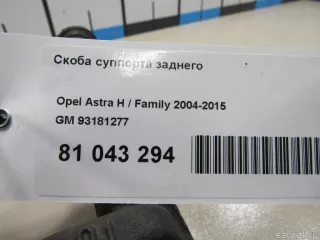 Скоба суппорта заднего
Opel Astra H / Family 2004-2015
GM 93181277
81 043 294